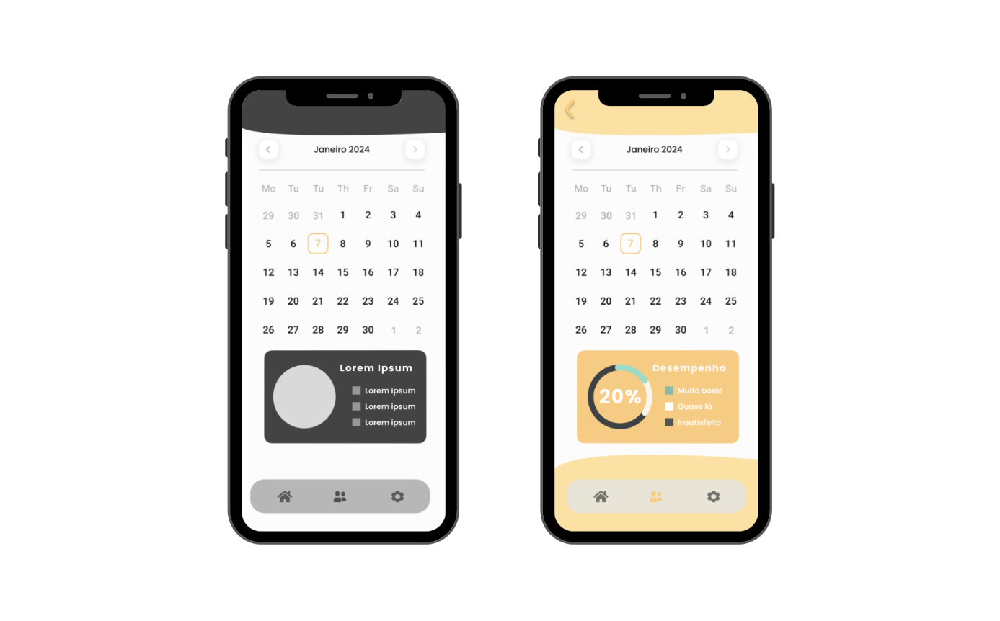 Janeiro 2024
Mo Tu Tu Th Fr Sa Su
29 30 31 1 2 3 4
5 6 7 8 9 10 11
12 13 14 15 16 17 18
19 20 21 22 23 24 25
26 27 28 29 30 1 2
Lorem Ipsum
Lorem ipsum
Lorem ipsum
Lorem ipsum
Janeiro 2024
Mo Tu Tu Th Fr Sa Su
29 30 31 1 2 3 4
5 6 7 8 9 10 11
12 13 14 15 16 17 18
19 20 21 22 23 24 25
26 27 28 29 30 1 2
Desempenho
20%
Muito bom!
Quase lá
Insatisfeito